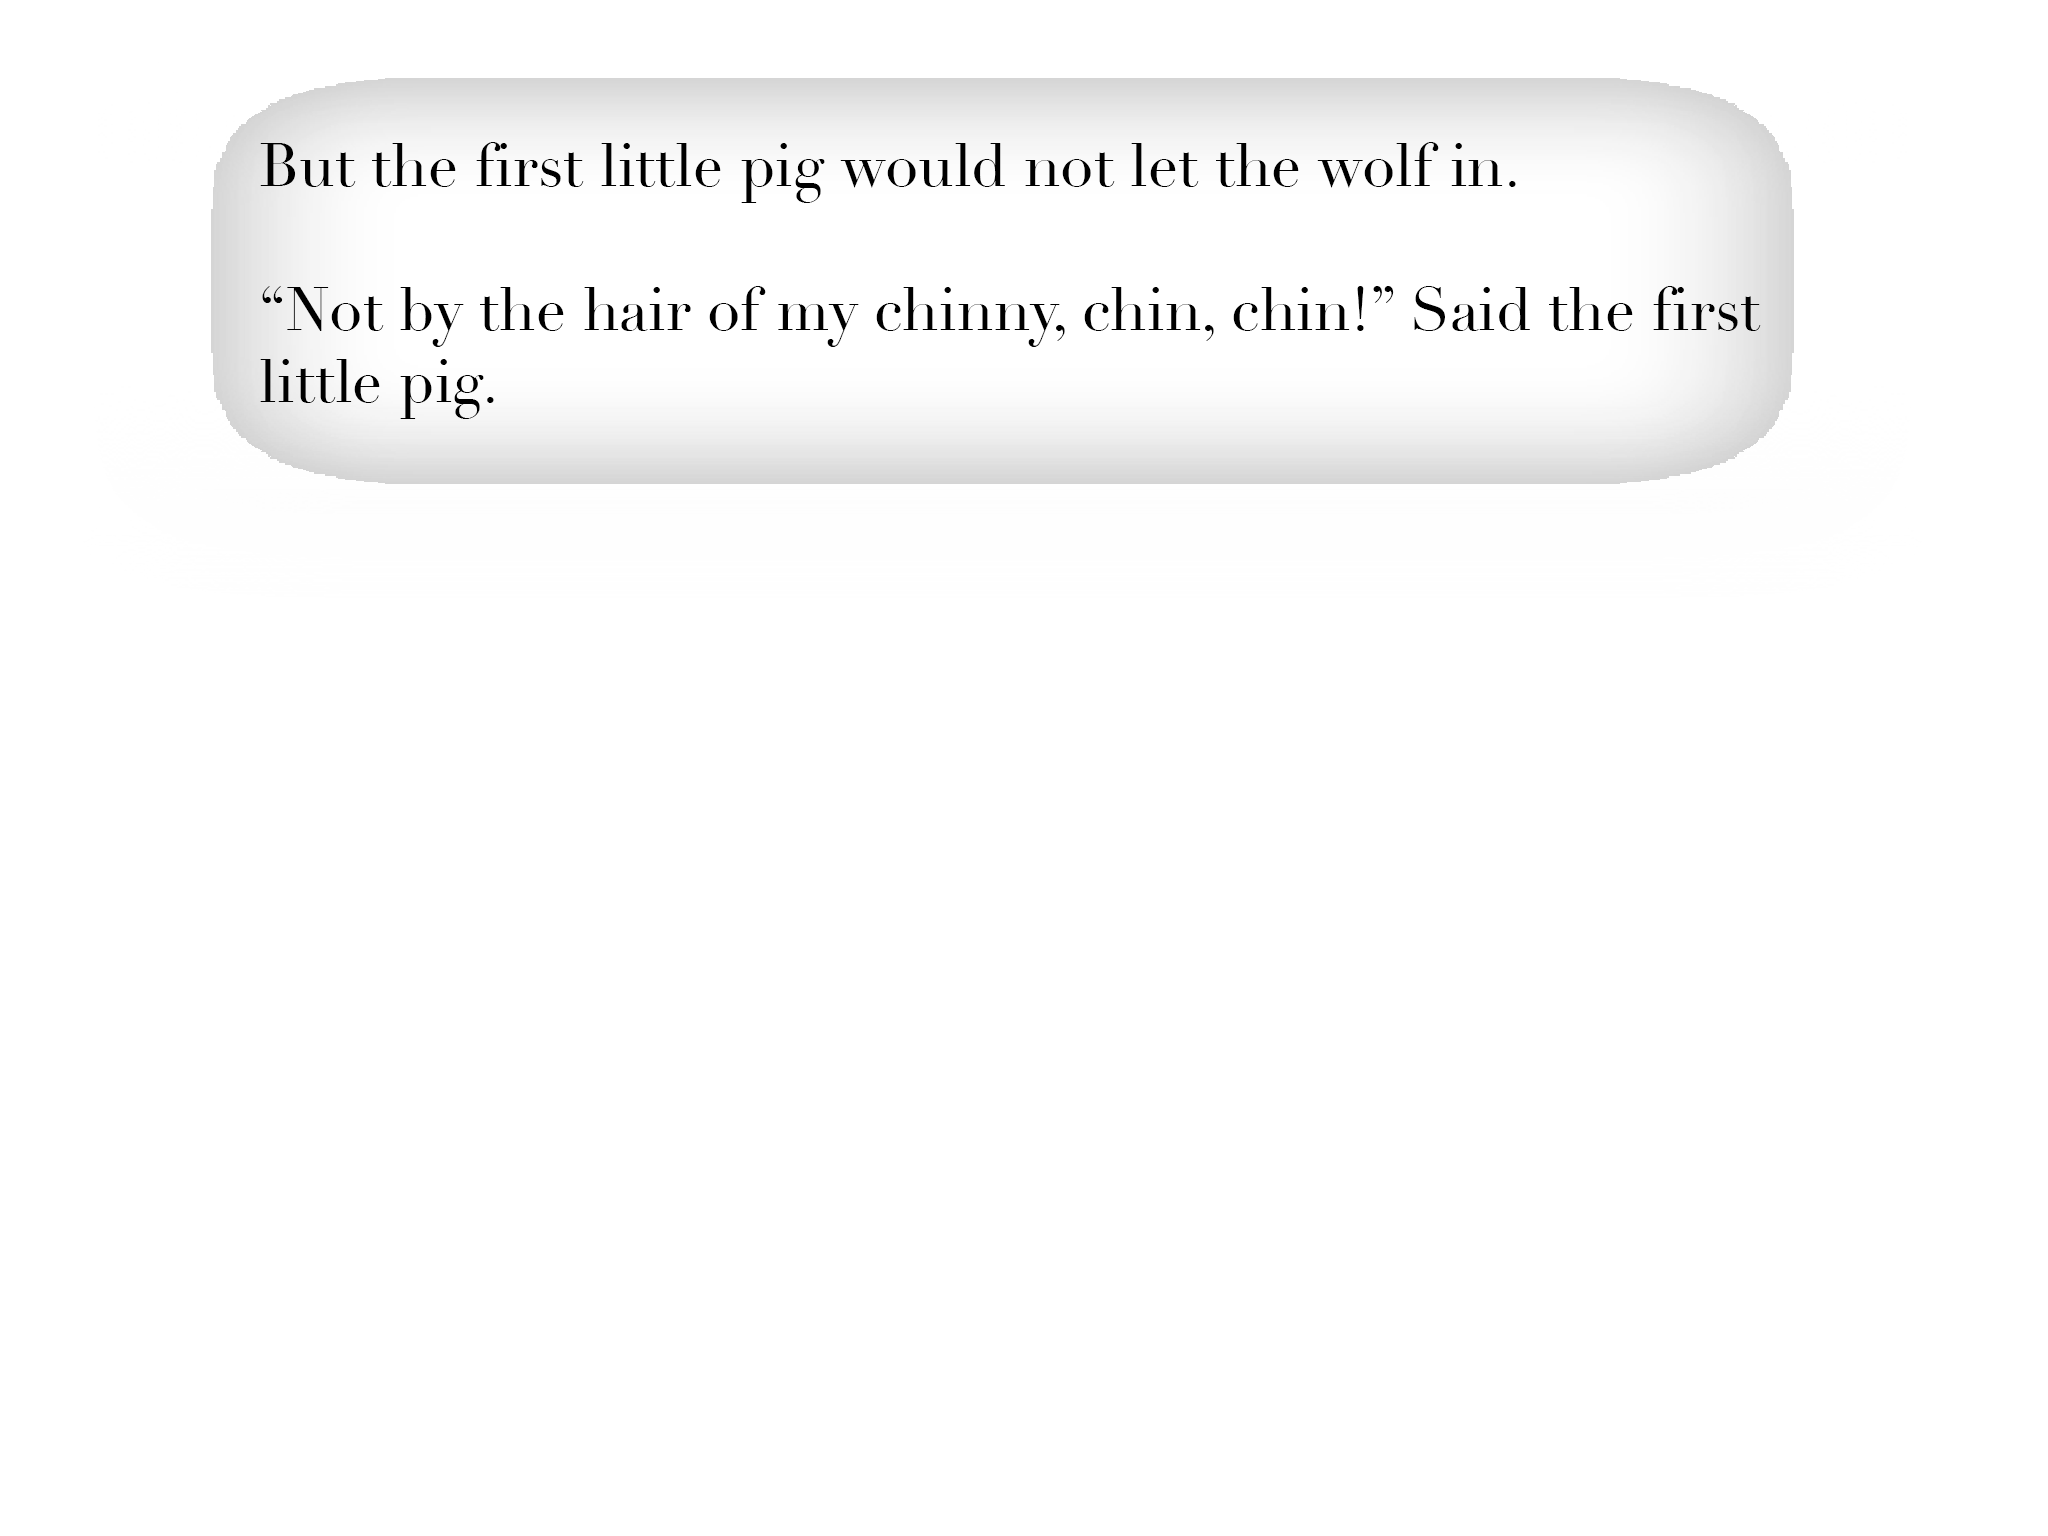 But the first little pig would not let the wolf in.
“Not by the hair of my chinny, chin, chin!” Said the first
little pig.